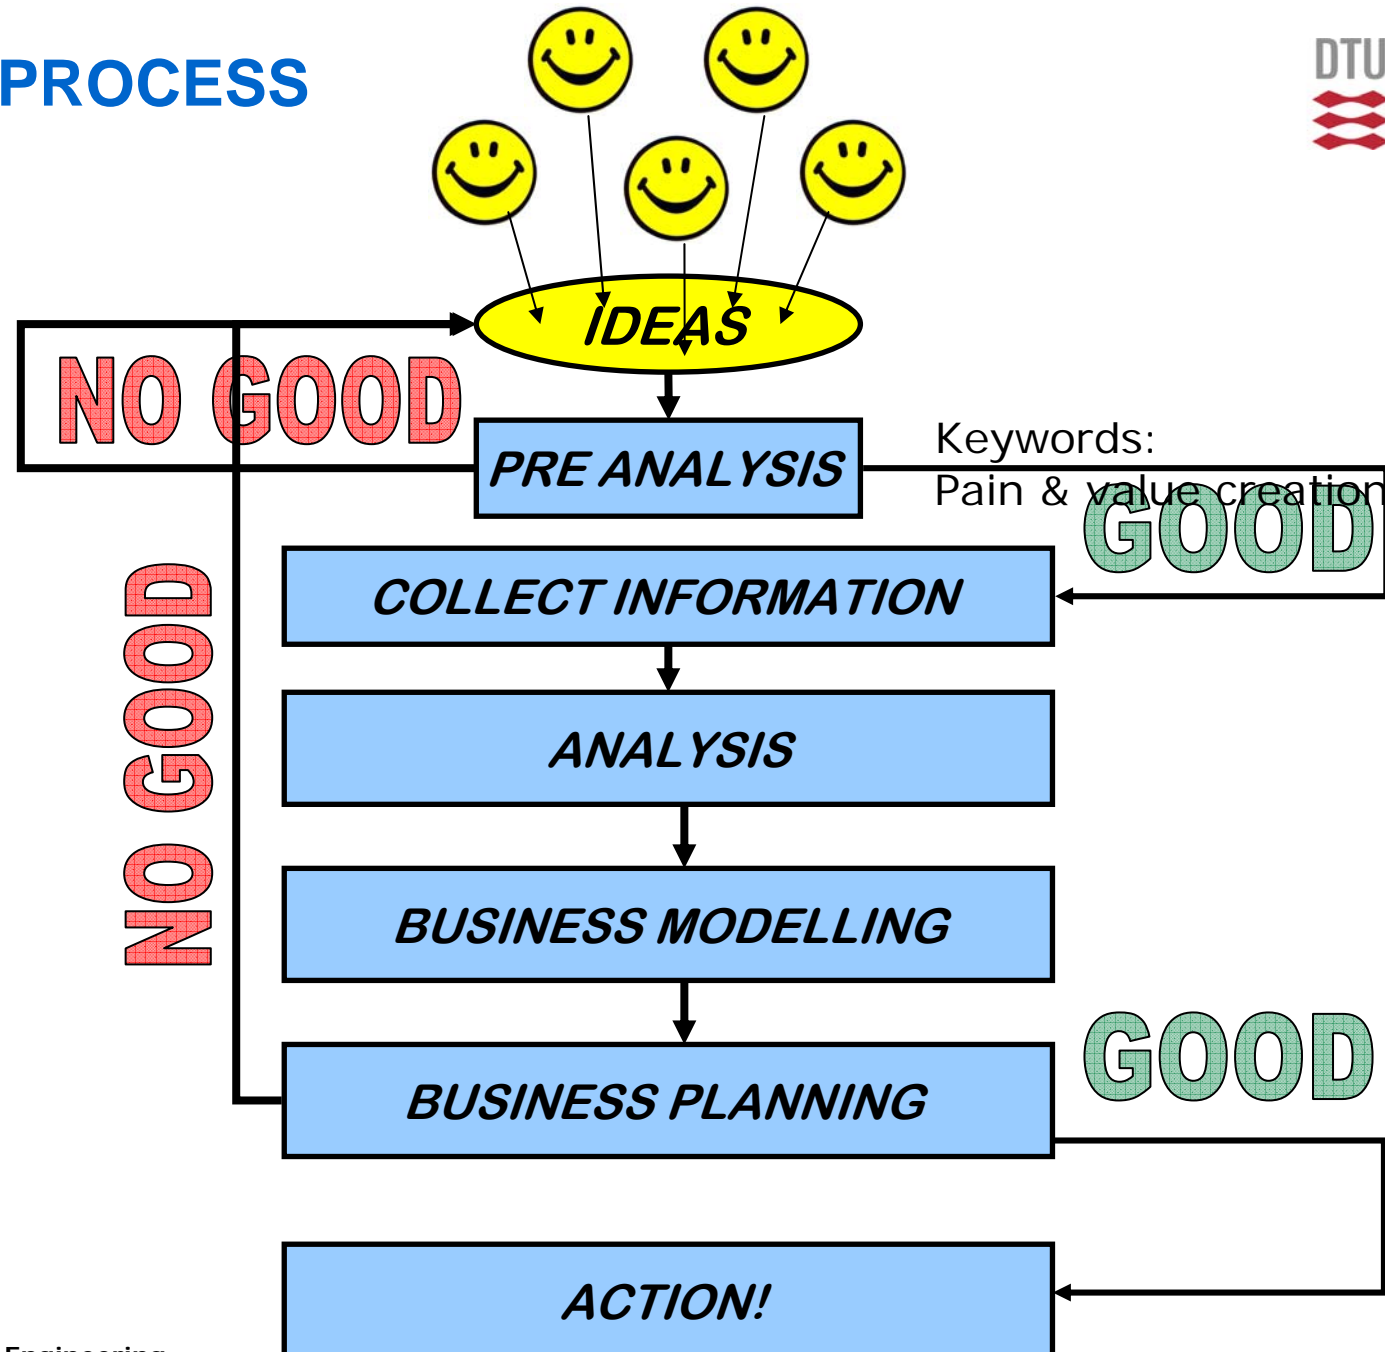 PROCESS
DTU
IDEAS
NO GOOD
PRE ANALYSIS
Keywords:
Pain & value creation
GOOD
COLLECT INFORMATION
ANALYSIS
NO GOOD
BUSINESS MODELLING
GOOD
BUSINESS PLANNING
ACTION!
Engineering